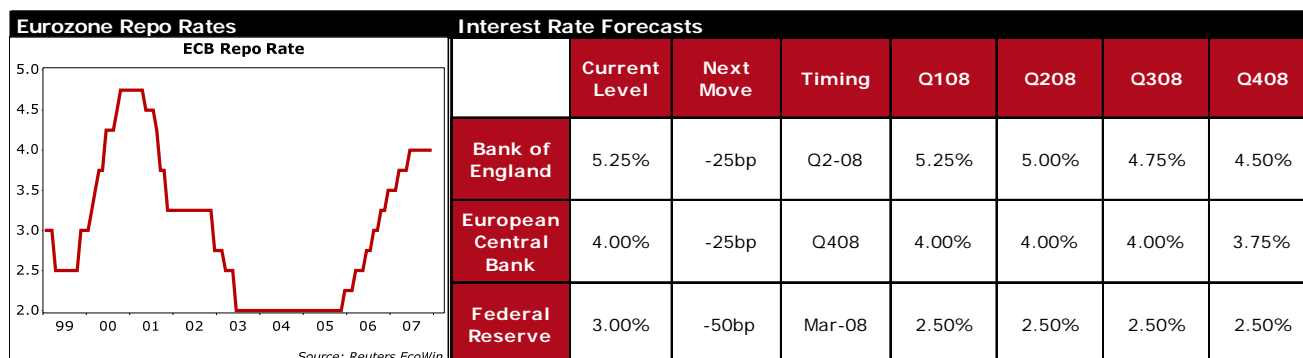 Eurozone Repo Rates
ECB Repo Rate
5.0
4.5
4.0
3.5
3.0
2.5
2.0
99 00 01 02 03 04 05 06 07
Source: Reuters EcoWin
Interest Rate Forecasts
Current Next Timing Q108 Q208 Q308 Q408
Level Move
Bank of
England 5.25% -25bp Q2-08 5.25% 5.00% 4.75% 4.50%
European
Central 4.00% -25bp Q408 4.00% 4.00% 4.00% 3.75%
Bank
Federal
Reserve 3.00% -50bp Mar-08 2.50% 2.50% 2.50% 2.50%